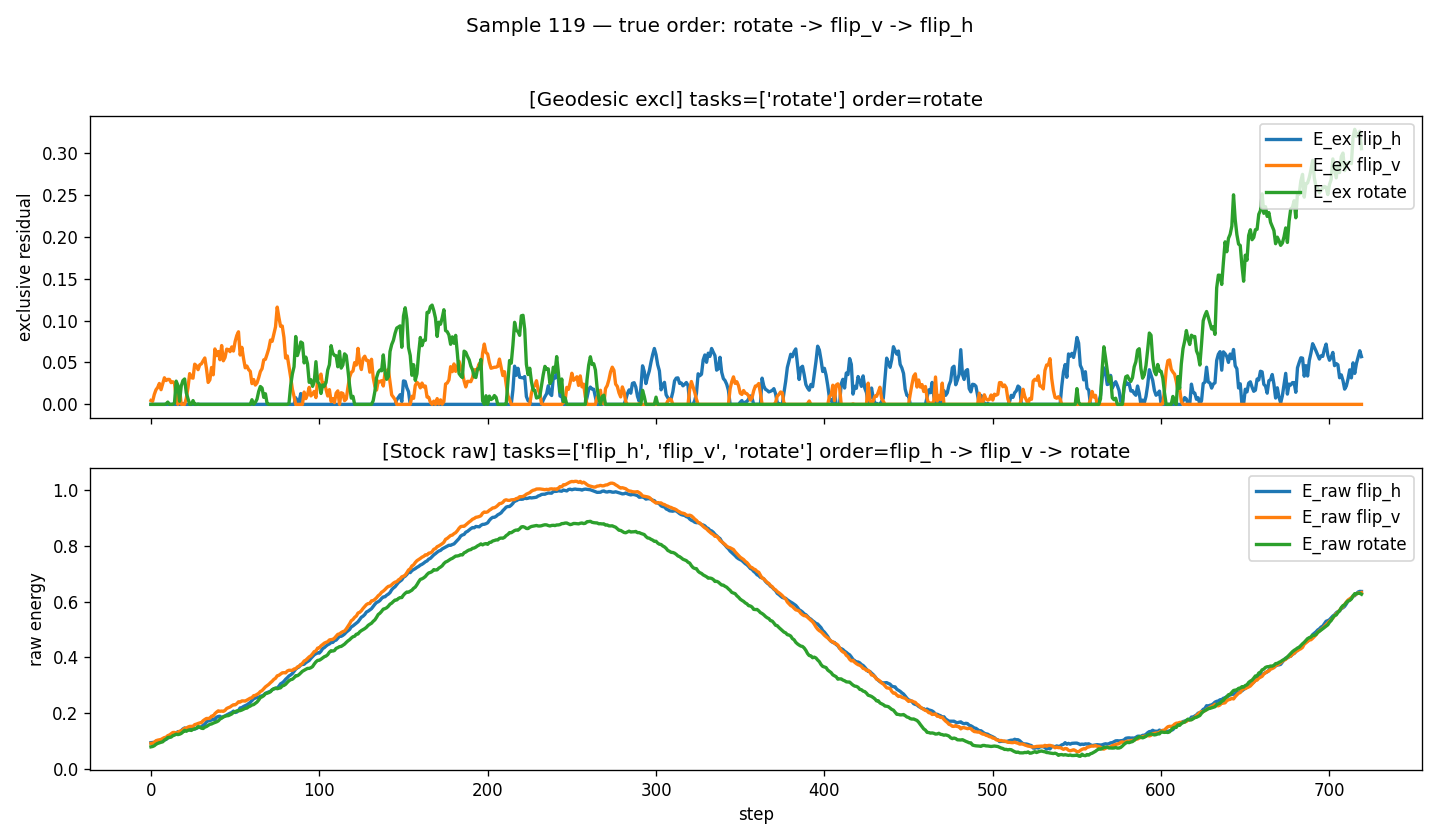 Sample 119 — true order: rotate -> flip_v -> flip_h
[Geodesic excl] tasks=['rotate'] order=rotate
exclusive residual
0.30
0.25
0.20
0.15
0.10
0.05
0.00
E_ex flip_h
E_ex flip_v
E_ex rotate
[Stock raw] tasks=['flip_h', 'flip_v', 'rotate'] order=flip_h -> flip_v -> rotate
raw energy
1.0
0.8
0.6
0.4
0.2
0.0
E_raw flip_h
E_raw flip_v
E_raw rotate
0 100 200 300 400 500 600 700
step